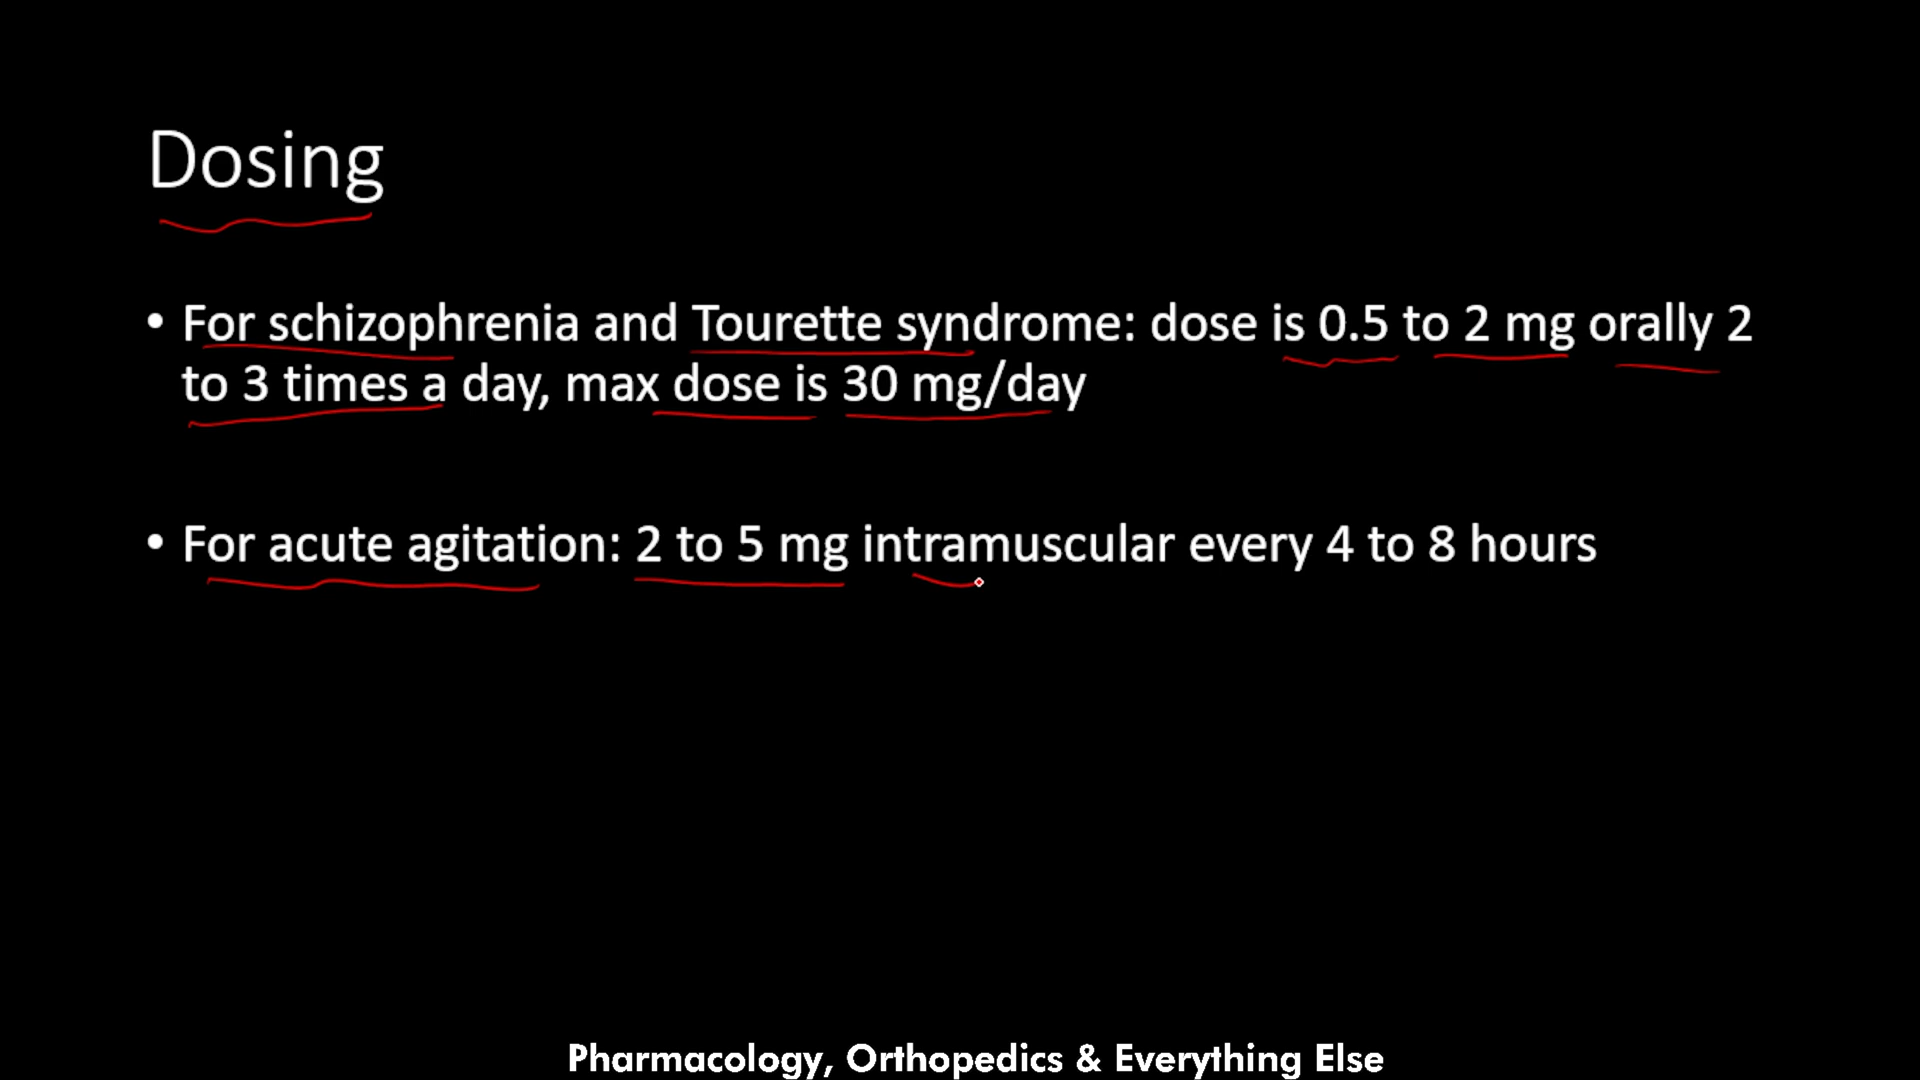 Dosing
• For schizophrenia and Tourette syndrome: dose is 0.5 to 2 mg orally 2
to 3 times a day, max dose is 30 mg/day
• For acute agitation: 2 to 5 mg intramuscular every 4 to 8 hours
Pharmacology, Orthopedics & Everything Else